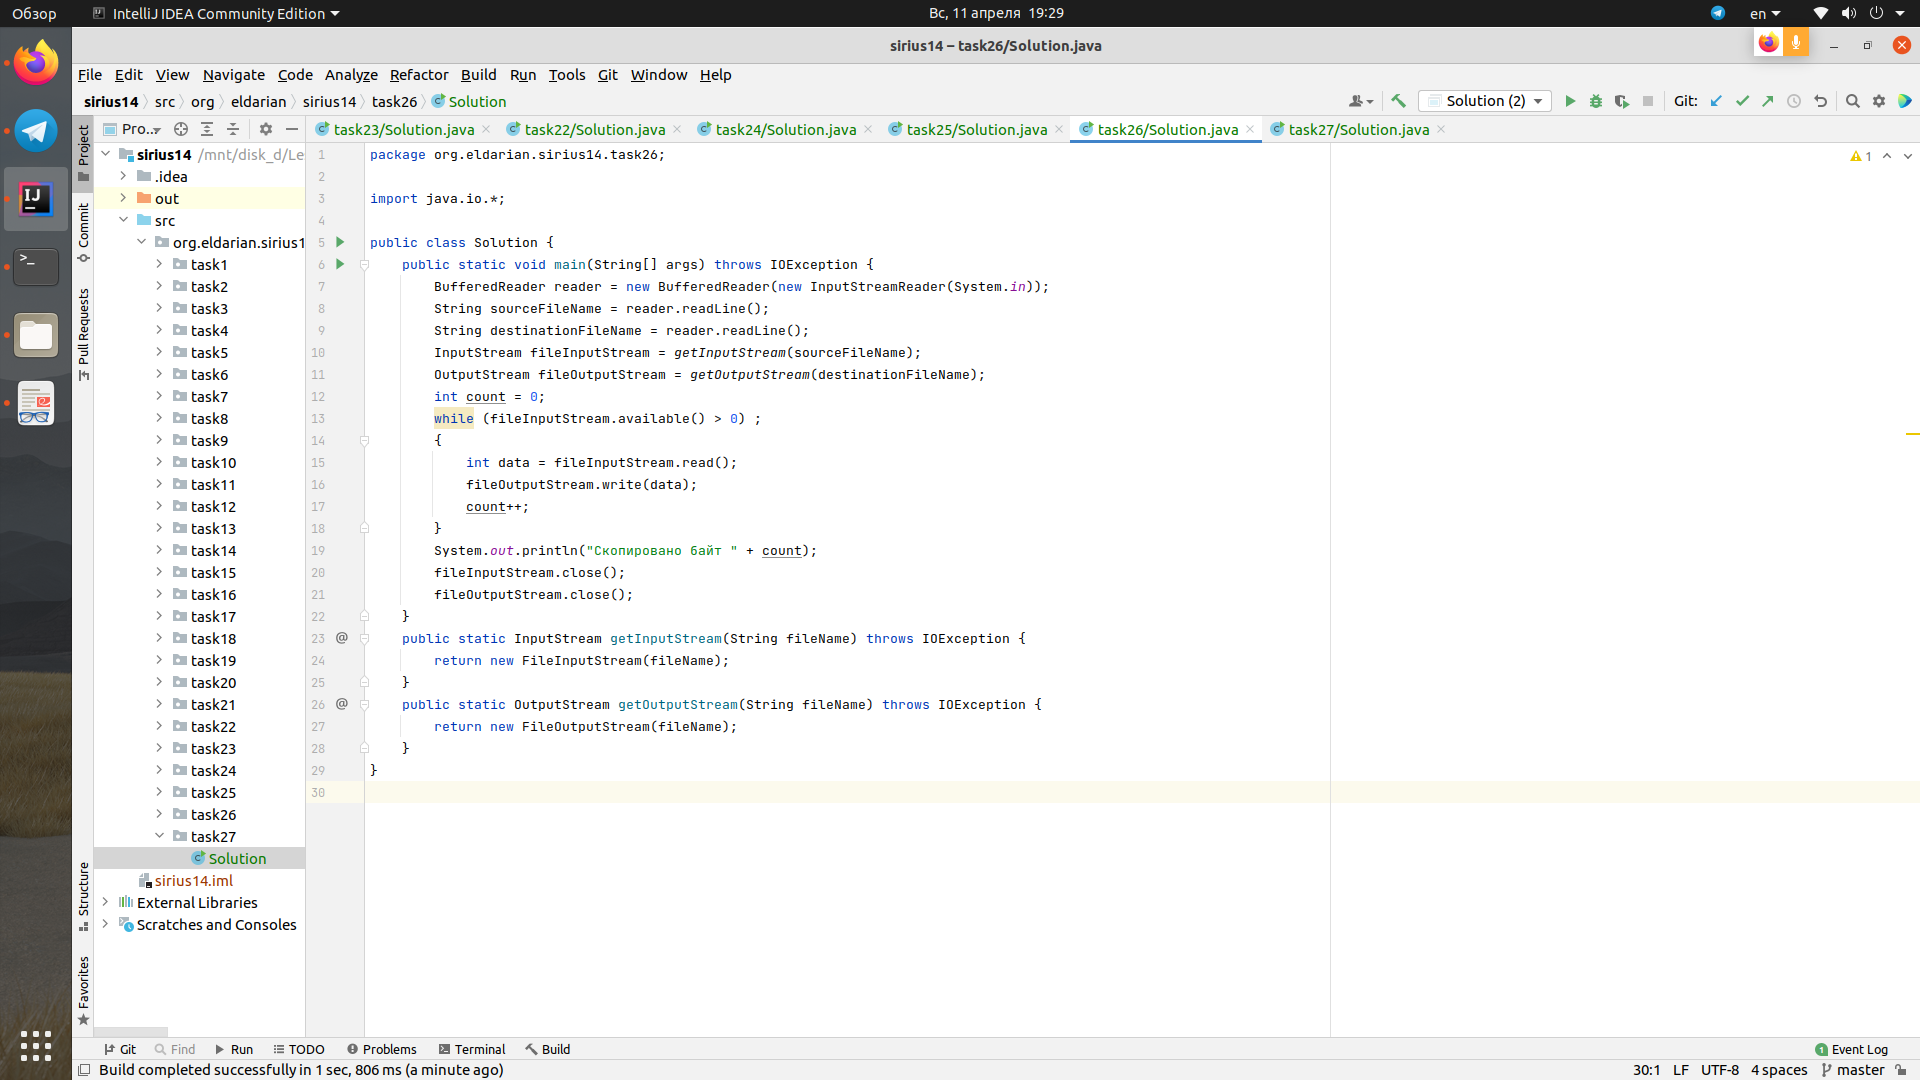 Обзор
IntelliJ IDEA Community Edition
Вс, 11 апреля 19:29
en
sirius14 – task26/Solution.java
File Edit View Navigate Code Analyze Refactor Build Run Tools Git Window Help
sirius14 src org eldarian sirius14 task26 Solution
Solution (2)
Git:
Project
Commit
Pull Requests
Structure
Favorites
Pro..
task23/Solution.java
task22/Solution.java
task24/Solution.java
task25/Solution.java
task26/Solution.java
task27/Solution.java
sirius14 /mnt/disk_d/Le
.idea
out
src
org.eldarian.sirius1
task1
task2
task3
task4
task5
task6
task7
task8
task9
task10
task11
task12
task13
task14
task15
task16
task17
task18
task19
task20
task21
task22
task23
task24
task25
task26
task27
Solution
sirius14.iml
External Libraries
Scratches and Consoles
1 package org.eldarian.sirius14.task26;
2
3 import java.io.*;
4
5 public class Solution {
6 public static void main(String[] args) throws IOException {
7 BufferedReader reader = new BufferedReader(new InputStreamReader(System.in));
8 String sourceFileName = reader.readLine();
9 String destinationFileName = reader.readLine();
10 InputStream fileInputStream = getInputStream(sourceFileName);
11 OutputStream fileOutputStream = getOutputStream(destinationFileName);
12 int count = 0;
13 while (fileInputStream.available() > 0) ;
14 {
15 int data = fileInputStream.read();
16 fileOutputStream.write(data);
17 count++;
18 }
19 System.out.println("Скопировано байт " + count);
20 fileInputStream.close();
21 fileOutputStream.close();
22 }
23 @ public static InputStream getInputStream(String fileName) throws IOException {
24 return new FileInputStream(fileName);
25 }
26 @ public static OutputStream getOutputStream(String fileName) throws IOException {
27 return new FileOutputStream(fileName);
28 }
29 }
30
1
Git Find Run TODO Problems Terminal Build
1 Event Log
Build completed successfully in 1 sec, 806 ms (a minute ago)
30:1 LF UTF-8 4 spaces master